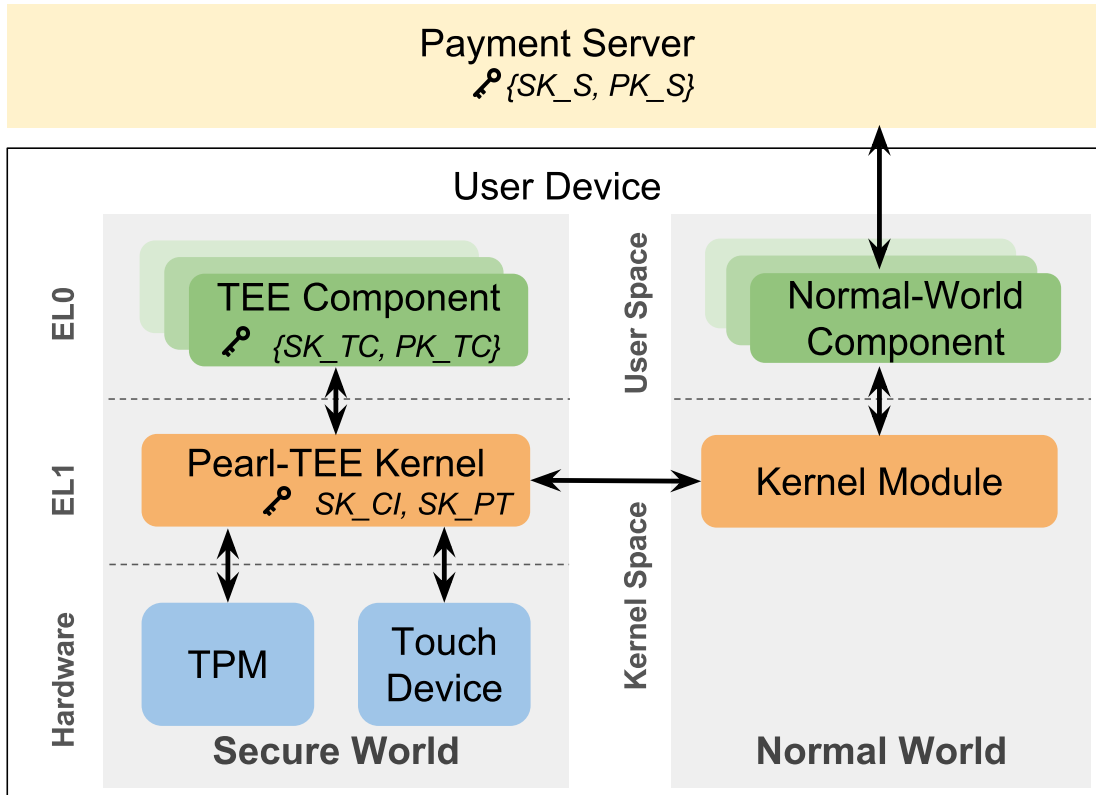 Payment Server
{SK_S, PK_S}
User Device
EL0
TEE Component
{SK_TC, PK_TC}
User Space
Normal-World
Component
EL1
Pearl-TEE Kernel
SK_CI, SK_PT
Kernel Module
Kernel Space
Hardware
TPM
Touch
Device
Secure World
Normal World